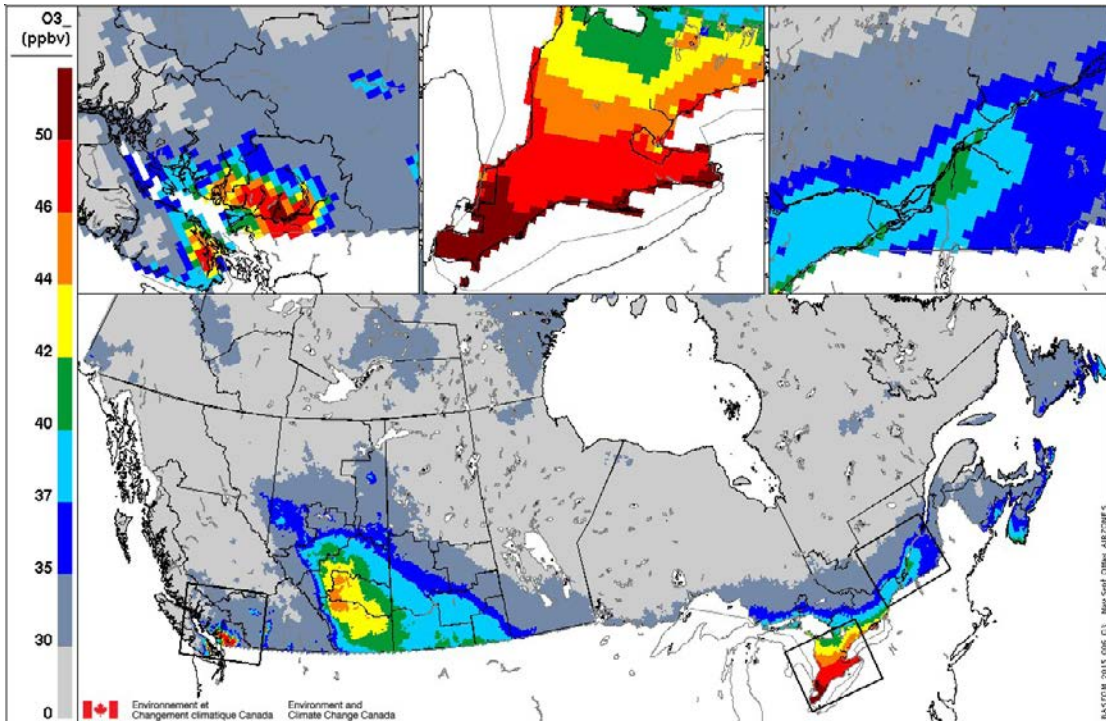 O3_
(ppbv)
50
46
44
42
40
37
35
30
0
Environnement et
Changement climatique Canada
Environment and
Climate Change Canada